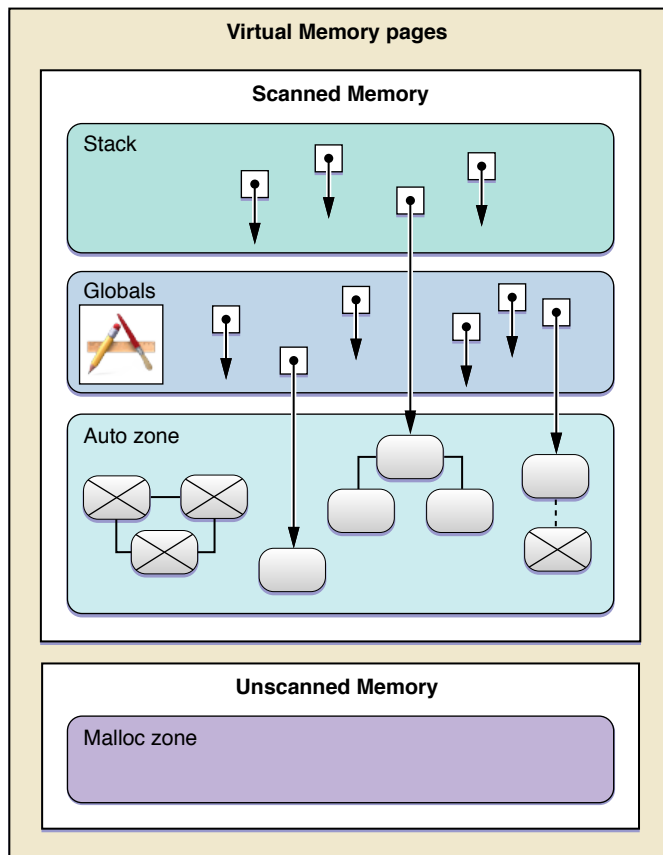 Virtual Memory pages
Scanned Memory
Stack
Globals
Auto zone
Unscanned Memory
Malloc zone